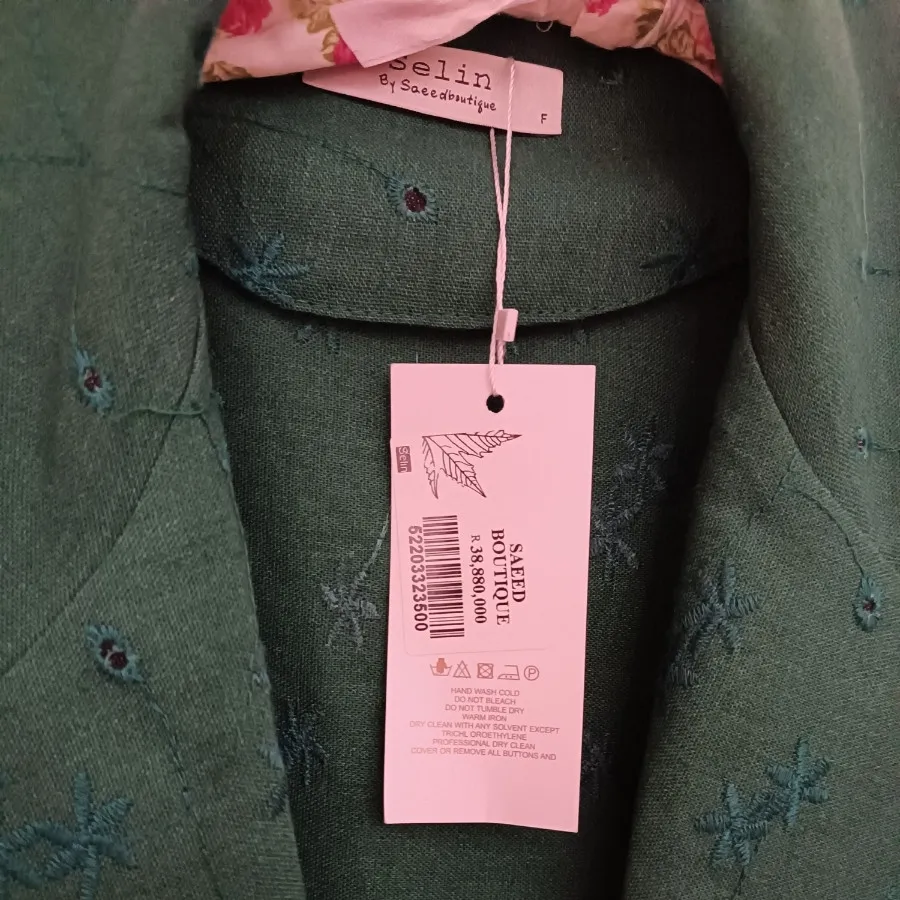 Selin
By Saeedboutique
F
Selin
SAEED
BOUTIQUE
R 38,880,000
52203323500
P
HAND WASH COLD
DO NOT BLEACH
DO NOT TUMBLE DRY
WARM IRON
DRY CLEAN WITH ANY SOLVENT EXCEPT
TRICHL OROETHYLENE
PROFESSIONAL DRY CLEAN
COVER OR REMOVE ALL BUTTONS AND